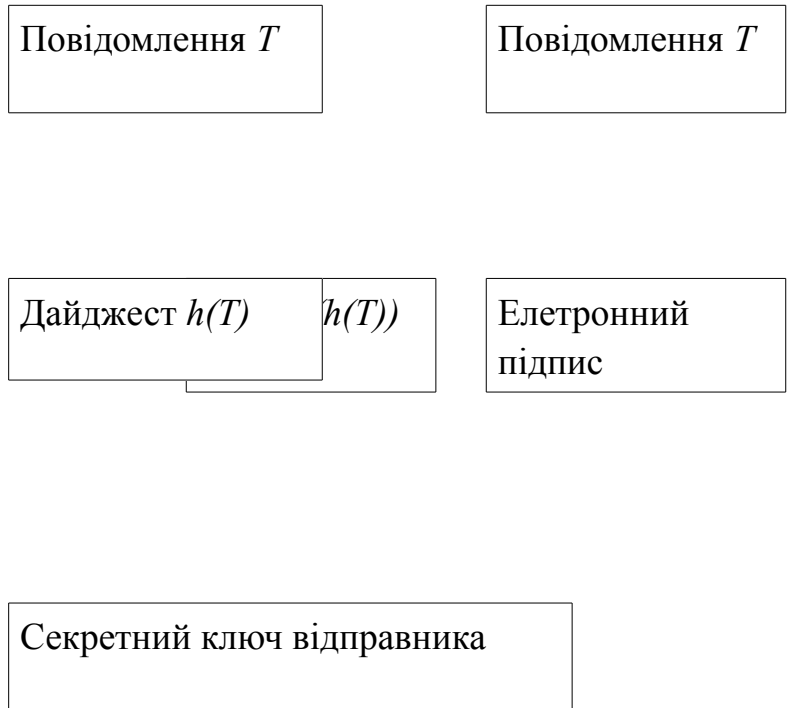 Повідомлення T
Повідомлення T
Дайджест h(T)
h(T))
Елетронний
підпис
Секретний ключ відправника